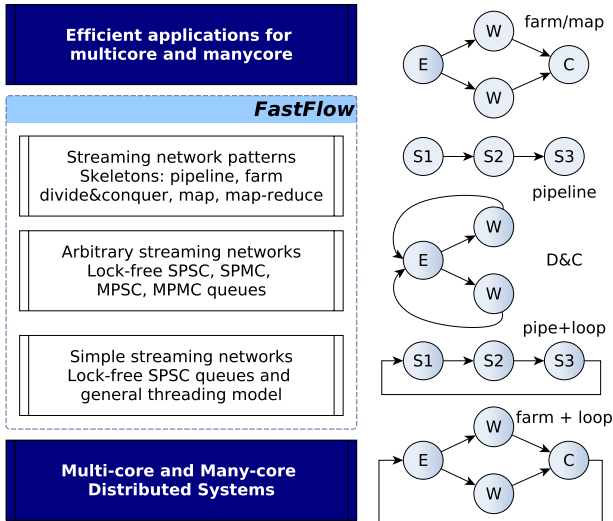 Efficient applications for
multicore and manycore
FastFlow
Streaming network patterns
Skeletons: pipeline, farm
divide&conquer, map, map-reduce
Arbitrary streaming networks
Lock-free SPSC, SPMC,
MPSC, MPMC queues
Simple streaming networks
Lock-free SPSC queues and
general threading model
Multi-core and Many-core
Distributed Systems
farm/map
W
E
C
W
S1
S2
S3
pipeline
W
E
D&C
W
pipe+loop
S1
S2
S3
farm + loop
W
E
C
W